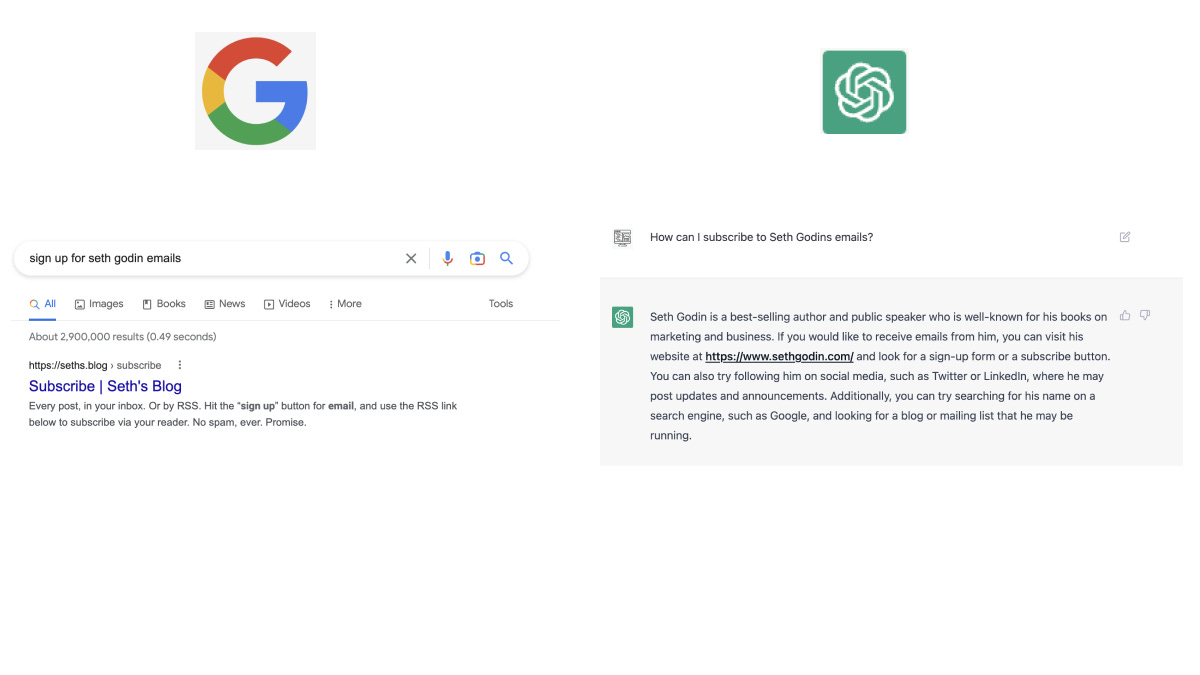 sign up for seth godin emails
All Images Books News Videos More Tools
About 2,900,000 results (0.49 seconds)
https://seths.blog › subscribe
Subscribe | Seth's Blog
Every post, in your inbox. Or by RSS. Hit the “sign up” button for email, and use the RSS link
below to subscribe via your reader. No spam, ever. Promise.
How can I subscribe to Seth Godins emails?
Seth Godin is a best-selling author and public speaker who is well-known for his books on
marketing and business. If you would like to receive emails from him, you can visit his
website at https://www.sethgodin.com/ and look for a sign-up form or a subscribe button.
You can also try following him on social media, such as Twitter or LinkedIn, where he may
post updates and announcements. Additionally, you can try searching for his name on a
search engine, such as Google, and looking for a blog or mailing list that he may be
running.